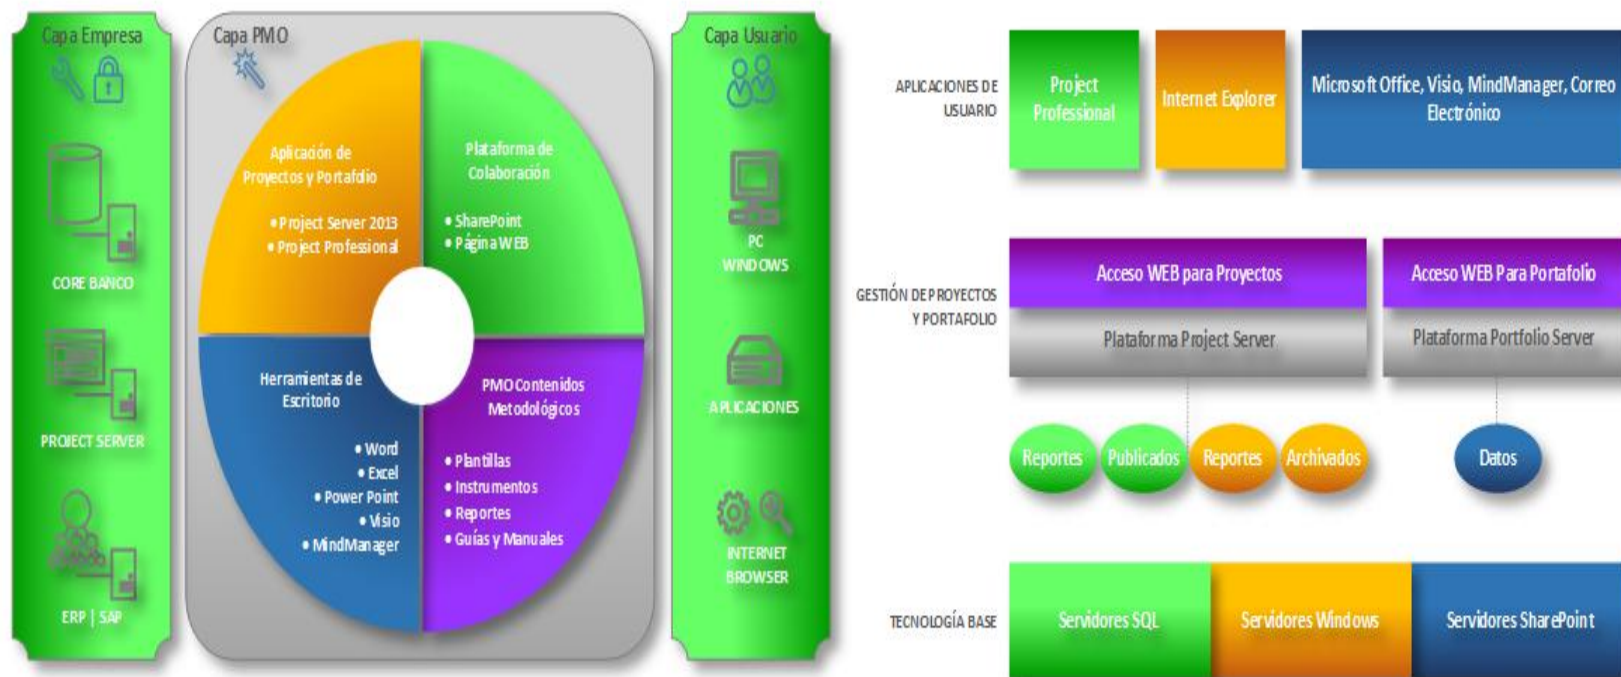 Capa Empresa
CORE BANCO
PROJECT SERVER
ERP | SAP
Capa PMO
Aplicación de
Proyectos y Portafolio
• Project Server 2013
• Project Professional
Plataforma de
Colaboración
• SharePoint
• Página WEB
Herramientas de
Escritorio
• Word
• Excel
• Power Point
• Visio
• MindManager
PMO Contenidos
Metodológicos
• Plantillas
• Instrumentos
• Reportes
• Guías y Manuales
Capa Usuario
PC
WINDOWS
APLICACIONES
INTERNET
BROWSER
APLICACIONES DE
USUARIO
Project
Professional
Internet Explorer
Microsoft Office, Visio, MindManager, Correo
Electrónico
GESTIÓN DE PROYECTOS
Y PORTAFOLIO
Acceso WEB para Proyectos
Plataforma Project Server
Acceso WEB Para Portafolio
Plataforma Portfolio Server
Reportes
Publicados
Reportes
Archivados
Datos
TECNOLOGÍA BASE
Servidores SQL
Servidores Windows
Servidores SharePoint